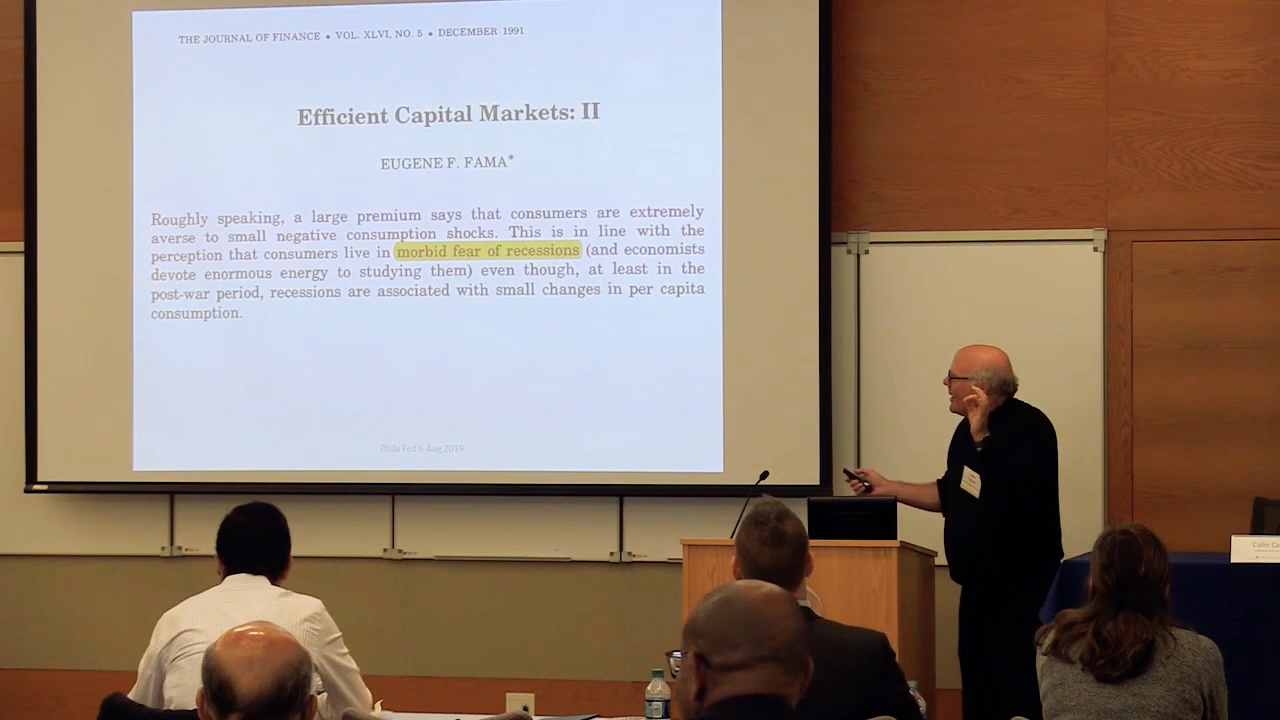 THE JOURNAL OF FINANCE • VOL. XLVI, NO. 5 • DECEMBER 1991
Efficient Capital Markets: II
EUGENE F. FAMA*
Roughly speaking, a large premium says that consumers are extremely
averse to small negative consumption shocks. This is in line with the
perception that consumers live in morbid fear of recessions (and economists
devote enormous energy to studying them) even though, at least in the
post-war period, recessions are associated with small changes in per capita
consumption.
Phila Fed 6 Aug 2019
Colin Ca